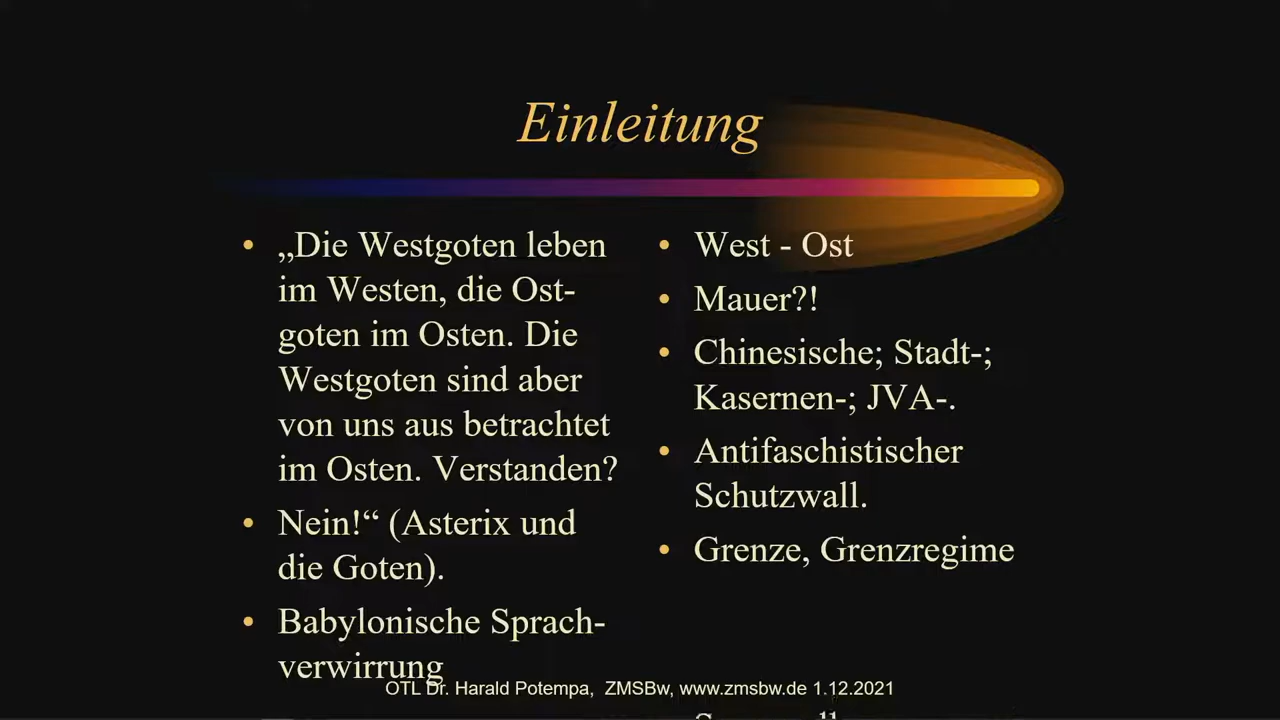 Einleitung
„Die Westgoten leben
im Westen, die Ost-
goten im Osten. Die
Westgoten sind aber
von uns aus betrachtet
im Osten. Verstanden?
Nein!“ (Asterix und
die Goten).
Babylonische Sprach-
verwirrung
West - Ost
Mauer?!
Chinesische; Stadt-;
Kasernen-; JVA-.
Antifaschistischer
Schutzwall.
Grenze, Grenzregime
OTL Dr. Harald Potempa, ZMSBw, www.zmsbw.de 1.12.2021